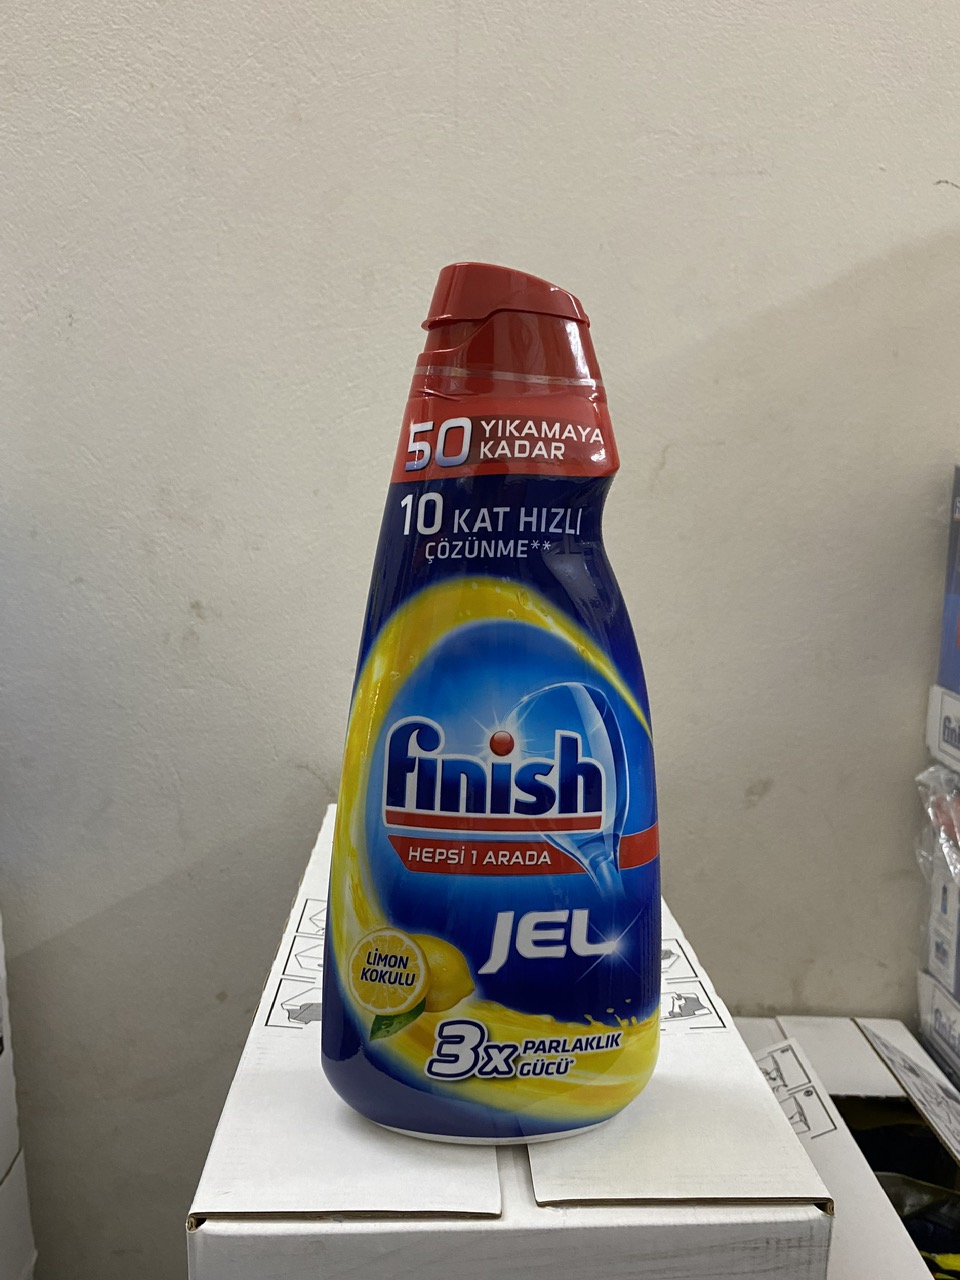 50 YIKAMAYA
KADAR
10 KAT HIZLI
ÇÖZÜNME**
finish
HEPSİ 1 ARADA
JEL
LİMON
KOKULU
3x PARLAKLIK
GÜCÜ*